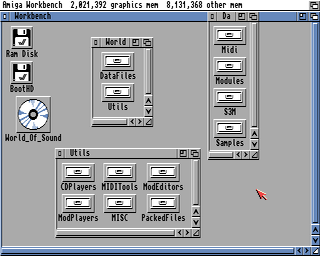 Amiga Workbench 2,021,392 graphics mem 8,131,368 other mem
Workbench
Ram Disk
BootHD
World_Of_Sound
World
DataFiles
Utils
Da
Midi
Modules
S3M
Samples
Utils
CDPlayers MIDITools ModEditors
ModPlayers MISC PackedFiles